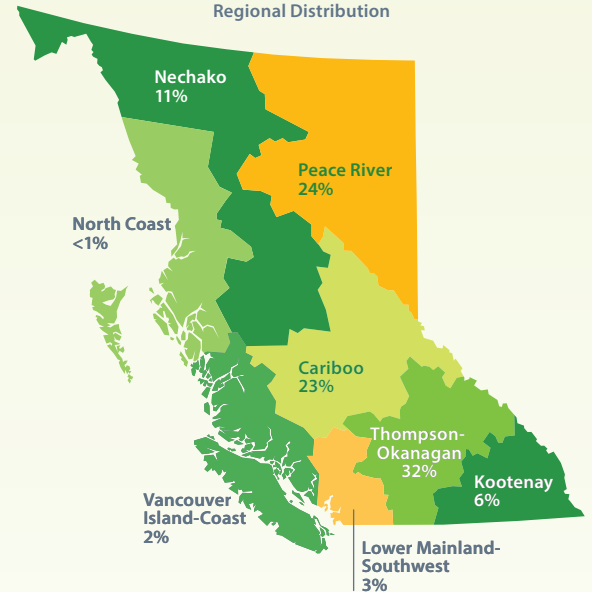 Regional Distribution
Nechako
11%
Peace River
24%
North Coast
<1%
Cariboo
23%
Thompson-
Okanagan
32%
Kootenay
6%
Vancouver
Island-Coast
2%
Lower Mainland-
Southwest
3%